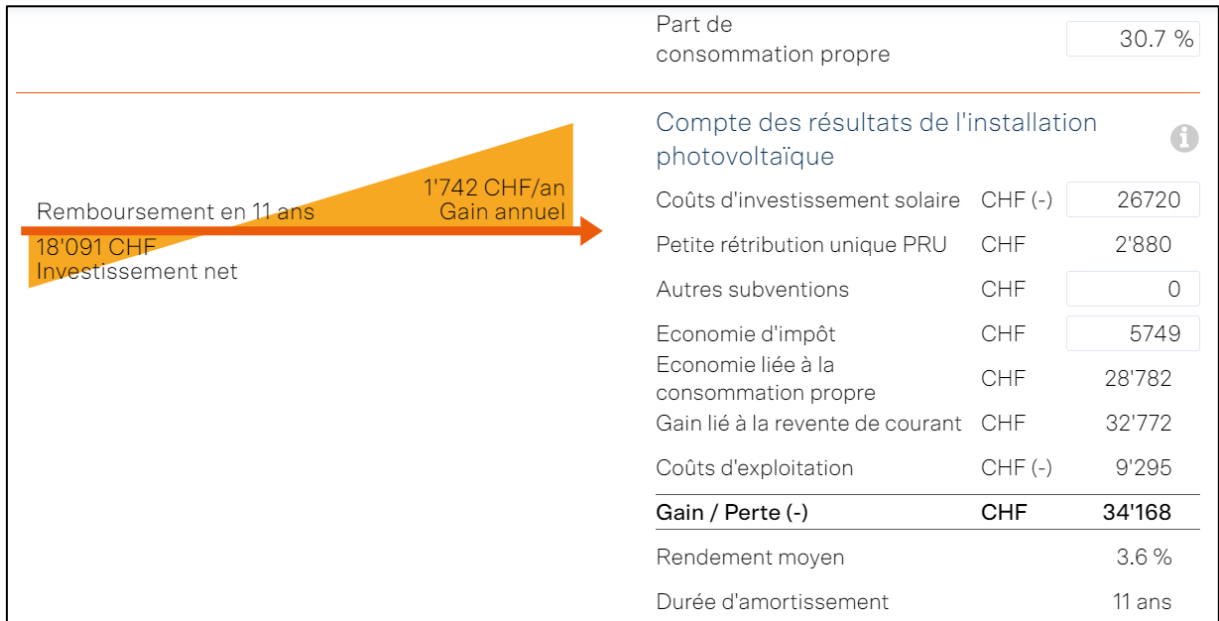 Part de
consommation propre
30.7 %
Compte des résultats de l'installation
photovoltaïque
i
1'742 CHF/an
Gain annuel
Remboursement en 11 ans
18'091 CHF
Investissement net
Coûts d'investissement solaire CHF (-) 26720
Petite rétribution unique PRU CHF 2'880
Autres subventions CHF 0
Economie d'impôt CHF 5749
Economie liée à la
consommation propre CHF 28'782
Gain lié à la revente de courant CHF 32'772
Coûts d'exploitation CHF (-) 9'295
Gain / Perte (-) CHF 34'168
Rendement moyen 3.6 %
Durée d'amortissement 11 ans